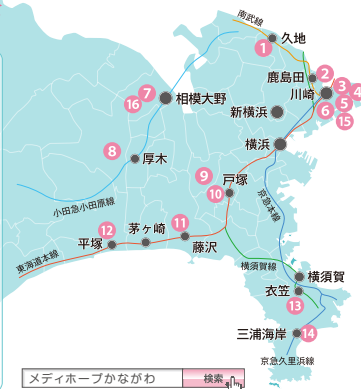 南武線
久地
1
鹿島田
2
川崎
3
4
5
6
15
7
16
相模大野
新横浜
横浜
8
厚木
9
戸塚
10
京急本線
小田急小田原線
茅ヶ崎
11
12
平塚
藤沢
東海道本線
横須賀線
横須賀
衣笠
13
三浦海岸
14
京急久里浜線
メディホープかながわ
検索